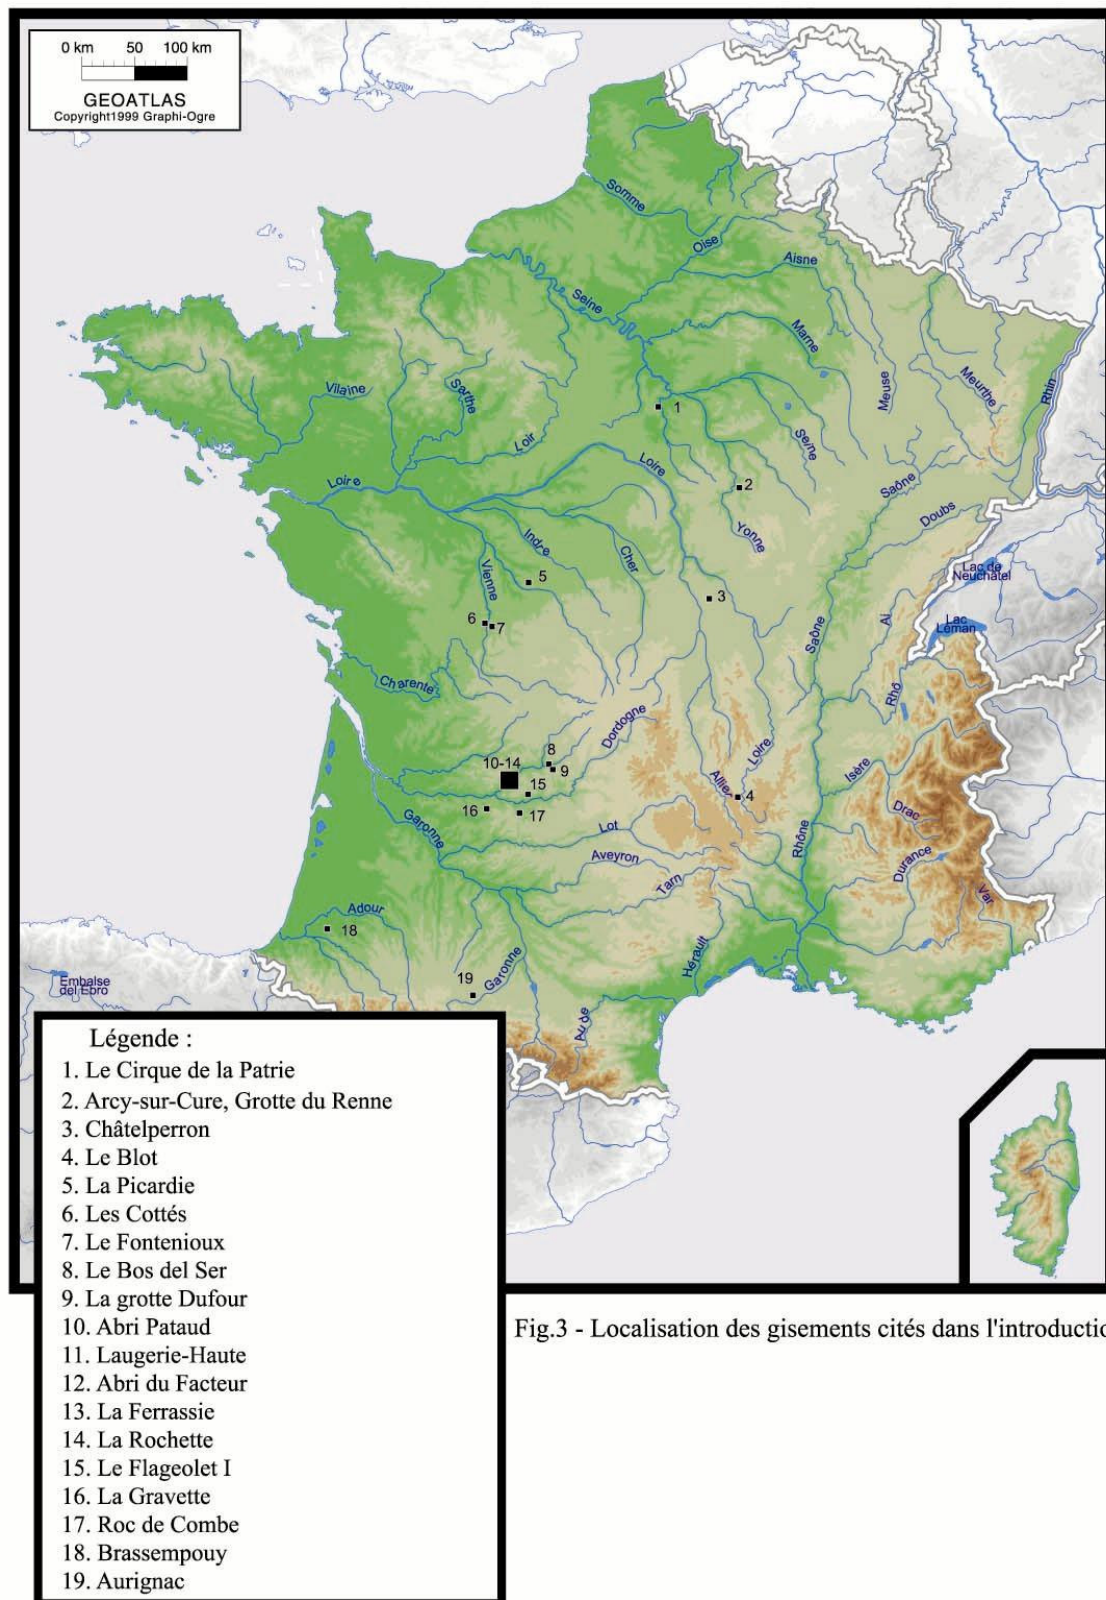 0 km 50 100 km
GEOATLAS
Copyright1999 Graphi-Ogre
Somme
Oise
Aisne
Seine
Marne
Meuse
Meurthe
Rhin
Vilaine
Sarthe
Loir
1
Seine
Loire
Loire
2
Yonne
Saône
Doubs
Indre
Cher
Vienne
5
3
6
7
Lac de
Neuchâtel
Lac
Léman
Ai
Saône
Rhô
Charente
Dordogne
8
9
10-14
15
16
17
Loire
Allier
4
Isère
Drac
Garonne
Lot
Aveyron
Tarn
Rhône
Durance
Var
Adour
18
Hérault
19
Garonne
Aude
Embalse
del Ebro
Légende :
1. Le Cirque de la Patrie
2. Arcy-sur-Cure, Grotte du Renne
3. Châtelperron
4. Le Blot
5. La Picardie
6. Les Cottés
7. Le Fontenioux
8. Le Bos del Ser
9. La grotte Dufour
10. Abri Pataud
11. Laugerie-Haute
12. Abri du Facteur
13. La Ferrassie
14. La Rochette
15. Le Flageolet I
16. La Gravette
17. Roc de Combe
18. Brassempouy
19. Aurignac
Fig.3 - Localisation des gisements cités dans l'introductio